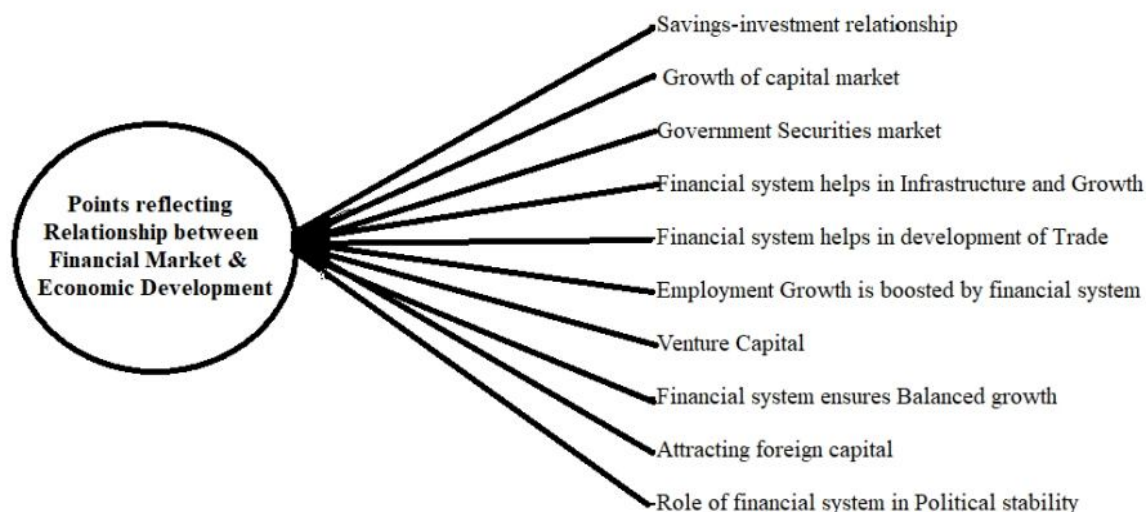 Points reflecting
Relationship between
Financial Market &
Economic Development
Savings-investment relationship
Growth of capital market
Government Securities market
Financial system helps in Infrastructure and Growth
Financial system helps in development of Trade
Employment Growth is boosted by financial system
Venture Capital
Financial system ensures Balanced growth
Attracting foreign capital
Role of financial system in Political stability